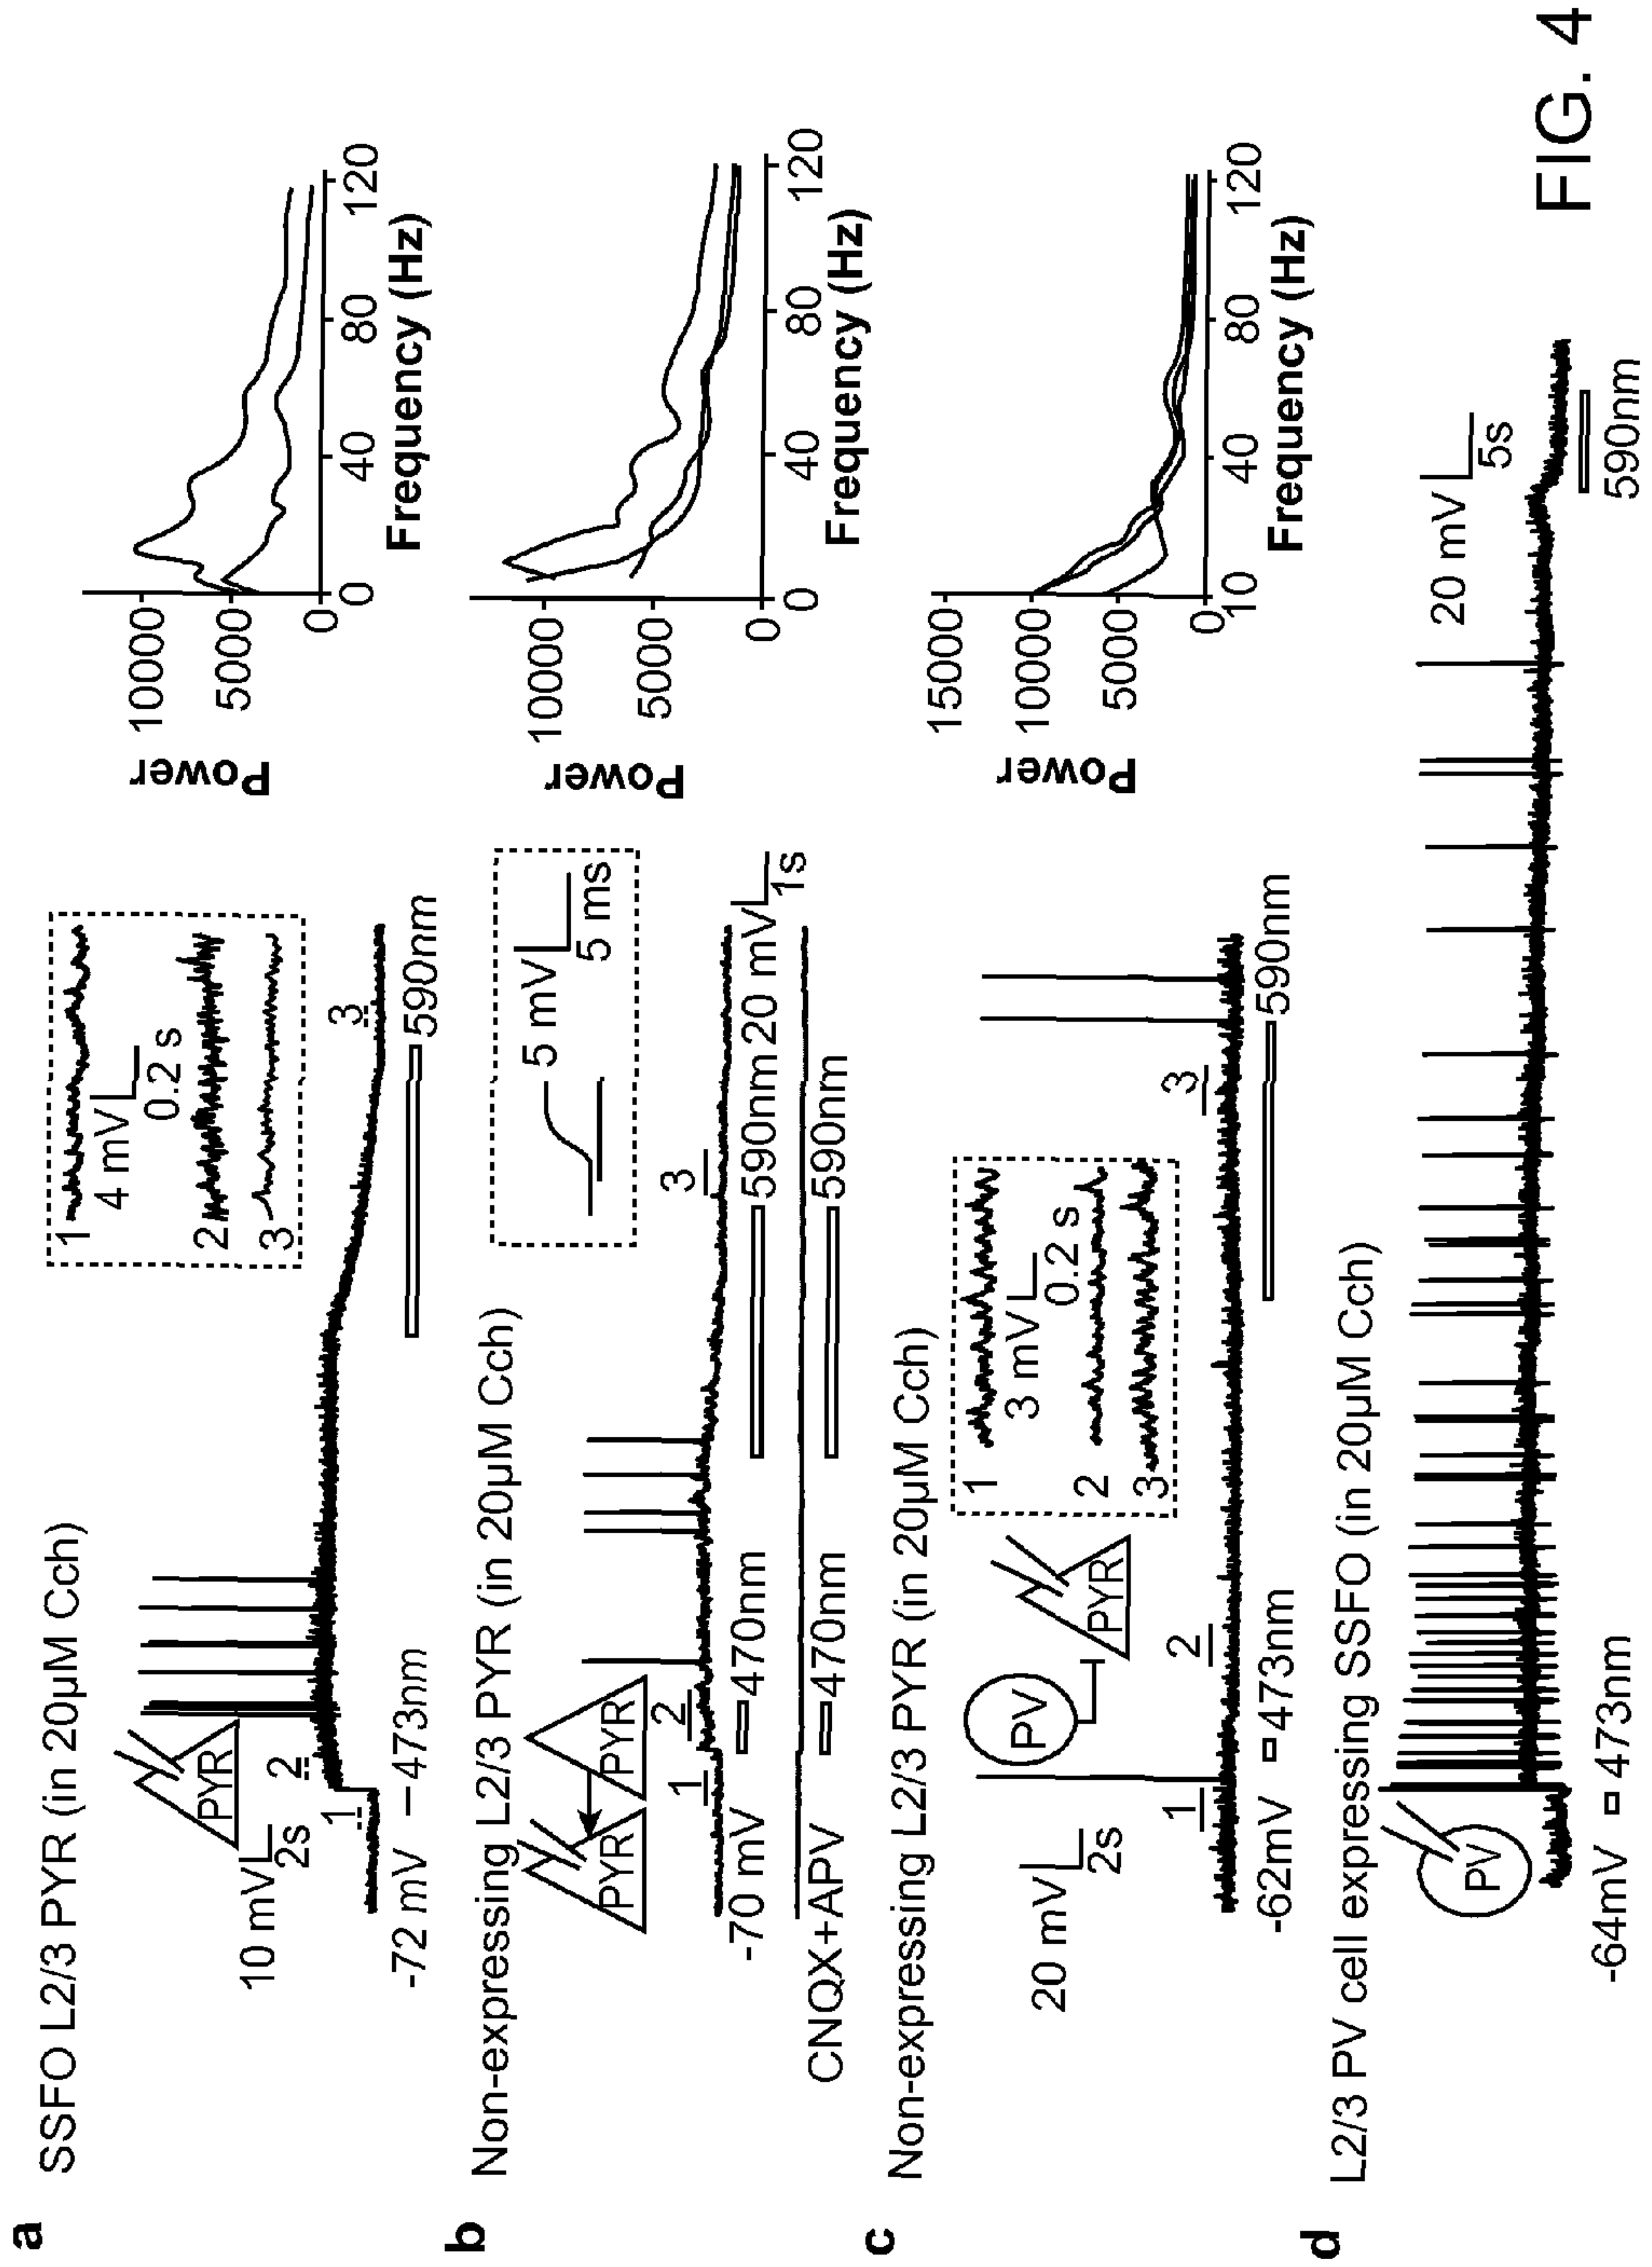 a
SSFO L2/3 PYR (in 20μM Cch)
PYR
10 mV
2s
1
2
3
-72 mV
473nm
590nm
1
4 mV
0.2 s
2
3
Power
10000
5000
0
0
40
80
120
Frequency (Hz)
b
Non-expressing L2/3 PYR (in 20μM Cch)
PYR
PYR
1
2
3
-70 mV
470nm
590nm
20 mV
1s
CNQX+APV
470nm
590nm
5 mV
5 ms
Power
10000
5000
0
0
40
80
120
Frequency (Hz)
c
Non-expressing L2/3 PYR (in 20μM Cch)
PV
PYR
20 mV
2s
1
2
3
-62mV
473nm
590nm
1
3 mV
0.2 s
2
3
Power
15000
10000
5000
0
10
40
80
120
Frequency (Hz)
d
L2/3 PV cell expressing SSFO (in 20μM Cch)
PV
-64mV
473nm
20 mV
5s
590nm
FIG. 4